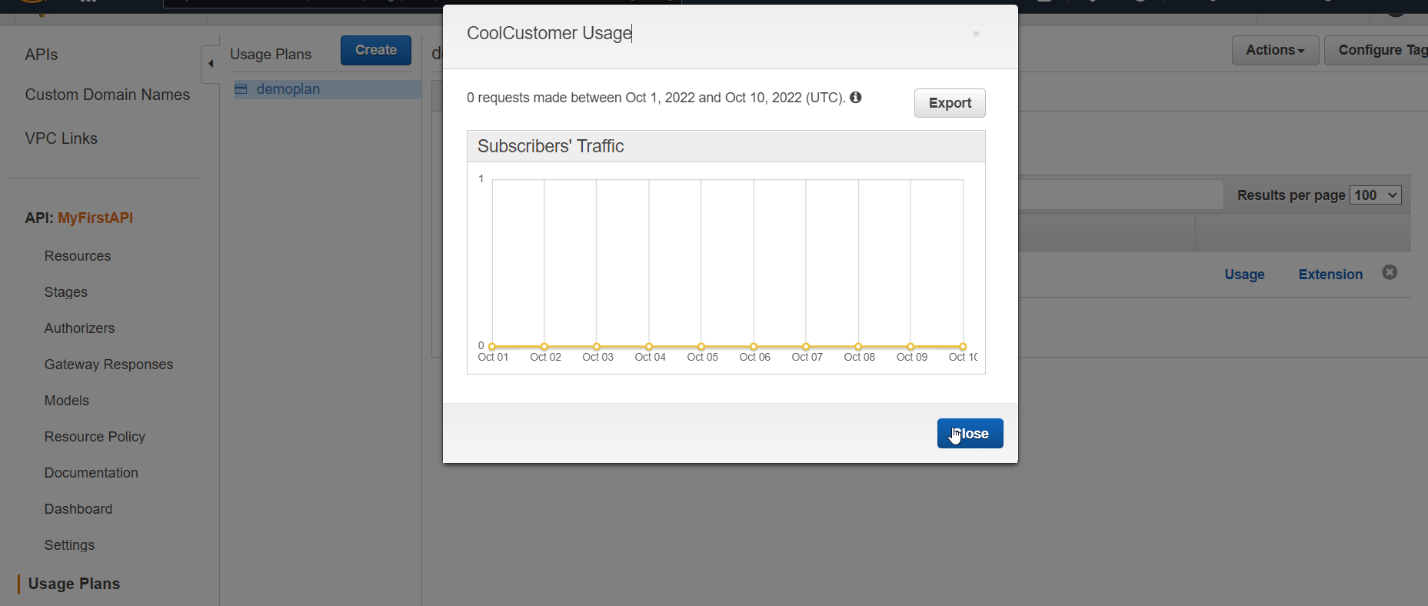 APIs
Custom Domain Names
VPC Links
API: MyFirstAPI
Resources
Stages
Authorizers
Gateway Responses
Models
Resource Policy
Documentation
Dashboard
Settings
Usage Plans
Usage Plans
Create
demoplan
CoolCustomer Usage
×
0 requests made between Oct 1, 2022 and Oct 10, 2022 (UTC).
Export
Subscribers' Traffic
1
0
Oct 01 Oct 02 Oct 03 Oct 04 Oct 05 Oct 06 Oct 07 Oct 08 Oct 09 Oct 10
Close
Actions
Configure Tag
Results per page 100
Usage Extension